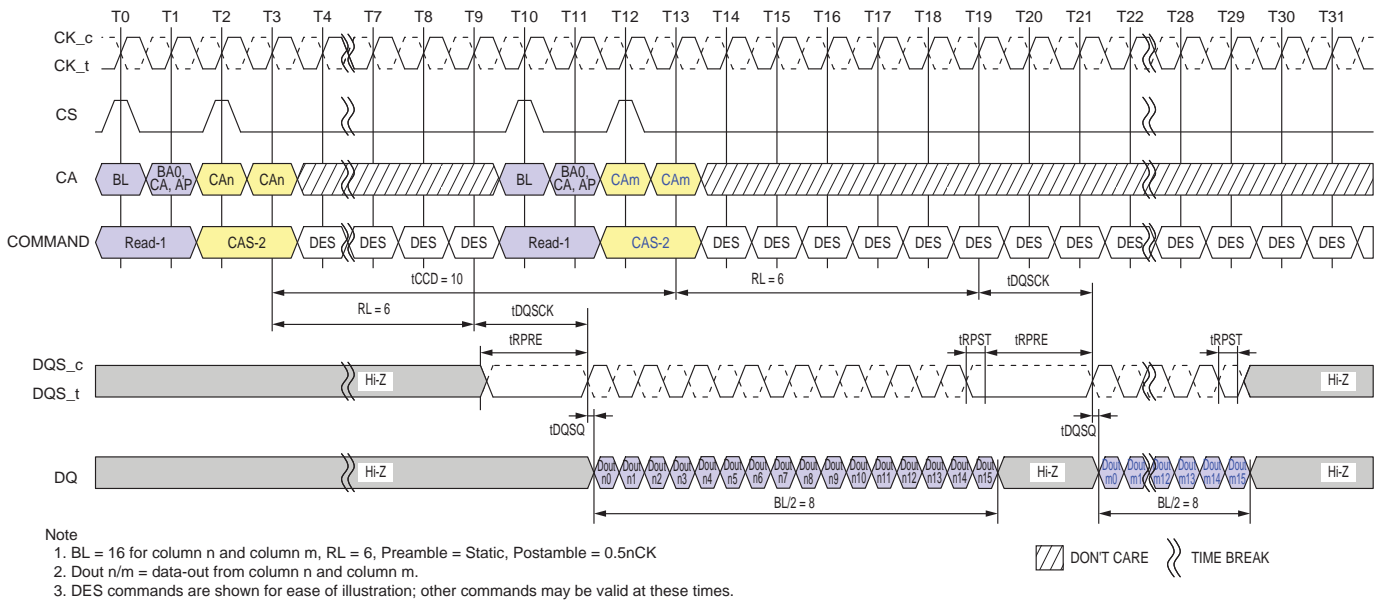 T0 T1 T2 T3 T4 T7 T8 T9 T10 T11 T12 T13 T14 T15 T16 T17 T18 T19 T20 T21 T22 T28 T29 T30 T31
CK_c
CK_t
CS
CA BL BA0, CA, AP CAn CAn BL BA0, CA, AP CAm CAm
COMMAND Read-1 CAS-2 DES DES DES DES Read-1 CAS-2 DES DES DES DES DES DES DES DES DES DES DES DES DES
tCCD = 10 RL = 6 tDQSCK
RL = 6 tDQSCK
tRPRE tRPST tRPRE tRPST
DQS_c
DQS_t
Hi-Z Hi-Z
tDQSQ tDQSQ
DQ Hi-Z Dout n0 Dout n1 Dout n2 Dout n3 Dout n4 Dout n5 Dout n6 Dout n7 Dout n8 Dout n9 Dout n10 Dout n11 Dout n12 Dout n13 Dout n14 Dout n15 Hi-Z Dout m0 Dout m1 Dout m12 Dout m13 Dout m14 Dout m15 Hi-Z
BL/2 = 8 BL/2 = 8
Note
1. BL = 16 for column n and column m, RL = 6, Preamble = Static, Postamble = 0.5nCK
2. Dout n/m = data-out from column n and column m.
3. DES commands are shown for ease of illustration; other commands may be valid at these times.
DON'T CARE TIME BREAK